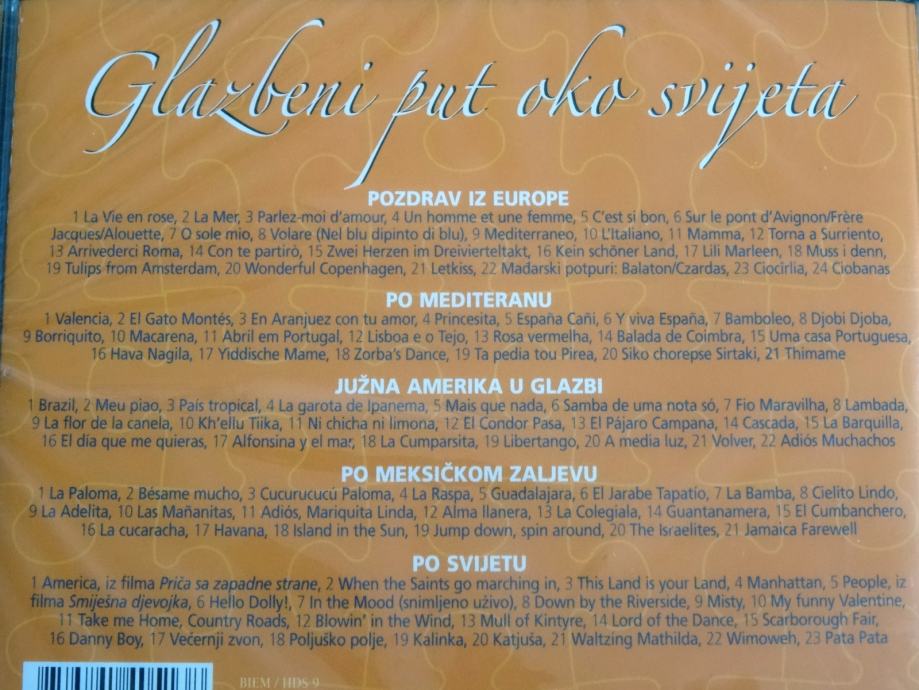 Glazbeni put oko svijeta
POZDRAV IZ EUROPE
1 La Vie en rose, 2 La Mer, 3 Parlez-moi d'amour, 4 Un homme et une femme, 5 C'est si bon, 6 Sur le pont d'Avignon/Frère
Jacques/Alouette, 7 O sole mio, 8 Volare (Nel blu dipinto di blu), 9 Mediterraneo, 10 L'Italiano, 11 Mamma, 12 Torna a Surriento,
13 Arrivederci Roma, 14 Con te partirò, 15 Zwei Herzen im Dreivierteltakt, 16 Kein schöner Land, 17 Lili Marleen, 18 Muss i denn,
19 Tulips from Amsterdam, 20 Wonderful Copenhagen, 21 Letkiss, 22 Mađarski potpuri: Balaton/Czardas, 23 Ciocîrlia, 24 Ciobanas
PO MEDITERANU
1 Valencia, 2 El Gato Montés, 3 En Aranjuez con tu amor, 4 Princesita, 5 España Cañi, 6 Y viva España, 7 Bamboleo, 8 Djobi Djoba,
9 Borriquito, 10 Macarena, 11 Abril em Portugal, 12 Lisboa e o Tejo, 13 Rosa vermelha, 14 Balada de Coimbra, 15 Uma casa Portuguesa,
16 Hava Nagila, 17 Yiddische Mame, 18 Zorba's Dance, 19 Ta pedia tou Pirea, 20 Siko chorepse Sirtaki, 21 Thimame
JUŽNA AMERIKA U GLAZBI
1 Brazil, 2 Meu piao, 3 País tropical, 4 La garota de Ipanema, 5 Mais que nada, 6 Samba de uma nota só, 7 Fio Maravilha, 8 Lambada,
9 La flor de la canela, 10 Kh'ellu Tiika, 11 Ni chicha ni limona, 12 El Condor Pasa, 13 El Pájaro Campana, 14 Cascada, 15 La Barquilla,
16 El día que me quieras, 17 Alfonsina y el mar, 18 La Cumparsita, 19 Libertango, 20 A media luz, 21 Volver, 22 Adiós Muchachos
PO MEKSIČKOM ZALJEVU
1 La Paloma, 2 Bésame mucho, 3 Cucurucucú Paloma, 4 La Raspa, 5 Guadalajara, 6 El Jarabe Tapatío, 7 La Bamba, 8 Cielito Lindo,
9 La Adelita, 10 Las Mañanitas, 11 Adiós, Mariquita Linda, 12 Alma llanera, 13 La Colegiala, 14 Guantanamera, 15 El Cumbanchero,
16 La cucaracha, 17 Havana, 18 Island in the Sun, 19 Jump down, spin around, 20 The Israelites, 21 Jamaica Farewell
PO SVIJETU
1 America, iz filma Priča sa zapadne strane, 2 When the Saints go marching in, 3 This Land is your Land, 4 Manhattan, 5 People, iz
filma Smiješna djevojka, 6 Hello Dolly!, 7 In the Mood (snimljeno uživo), 8 Down by the Riverside, 9 Misty, 10 My funny Valentine,
11 Take me Home, Country Roads, 12 Blowin' in the Wind, 13 Mull of Kintyre, 14 Lord of the Dance, 15 Scarborough Fair,
16 Danny Boy, 17 Večernji zvon, 18 Poljuško polje, 19 Kalinka, 20 Katjuša, 21 Waltzing Mathilda, 22 Wimoweh, 23 Pata Pata
BIEM / HDS 9